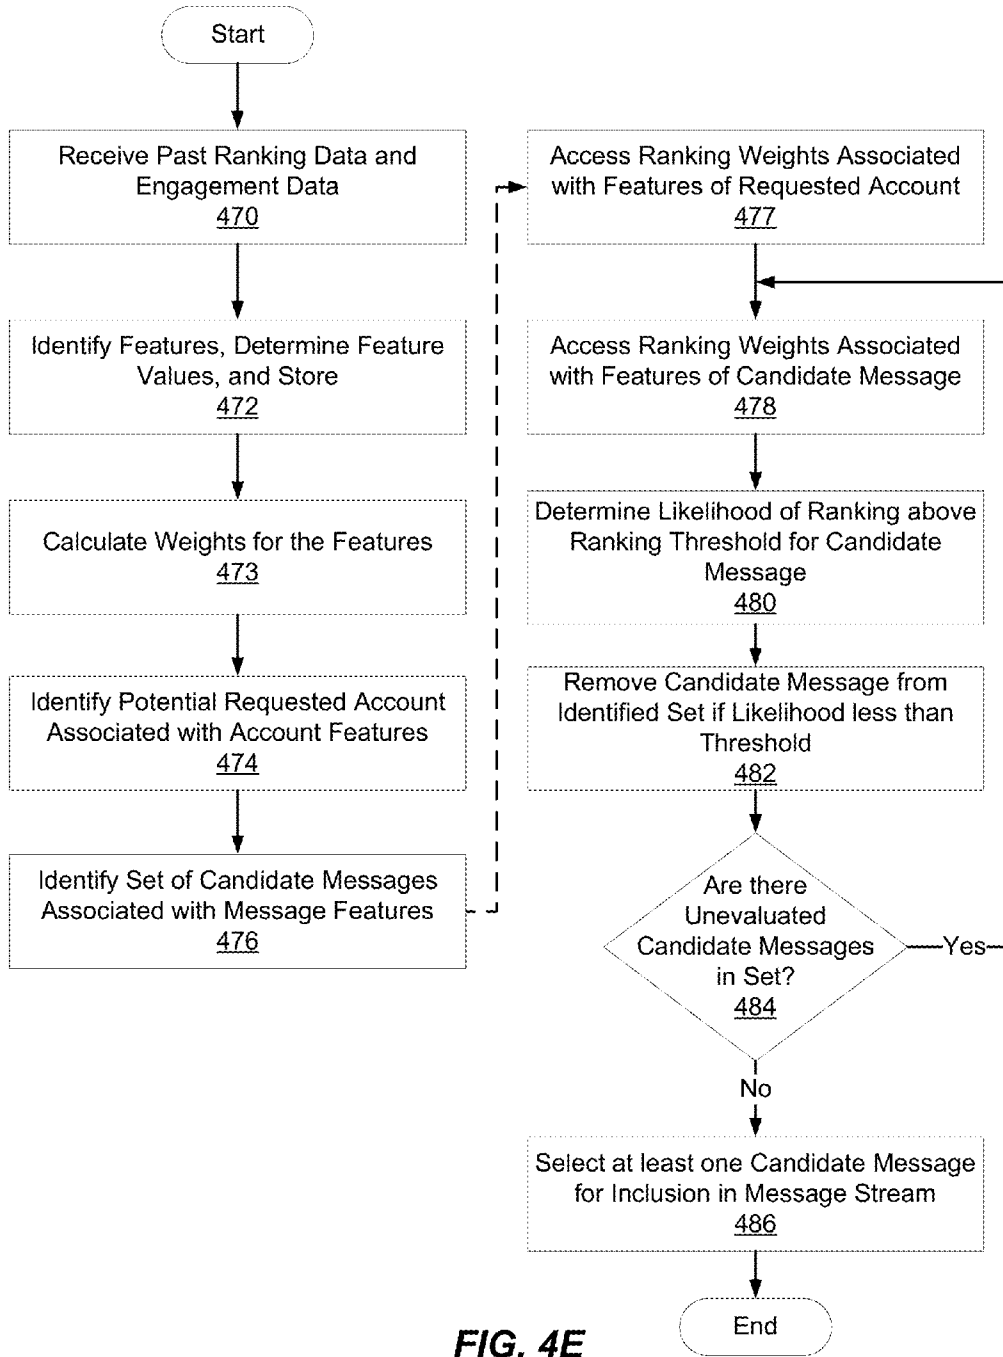 Start
Receive Past Ranking Data and
Engagement Data
470
Identify Features, Determine Feature
Values, and Store
472
Calculate Weights for the Features
473
Identify Potential Requested Account
Associated with Account Features
474
Identify Set of Candidate Messages
Associated with Message Features
476
Access Ranking Weights Associated
with Features of Requested Account
477
Access Ranking Weights Associated
with Features of Candidate Message
478
Determine Likelihood of Ranking above
Ranking Threshold for Candidate
Message
480
Remove Candidate Message from
Identified Set if Likelihood less than
Threshold
482
Are there
Unevaluated
Candidate Messages
in Set?
484
Yes
No
Select at least one Candidate Message
for Inclusion in Message Stream
486
End
FIG. 4E